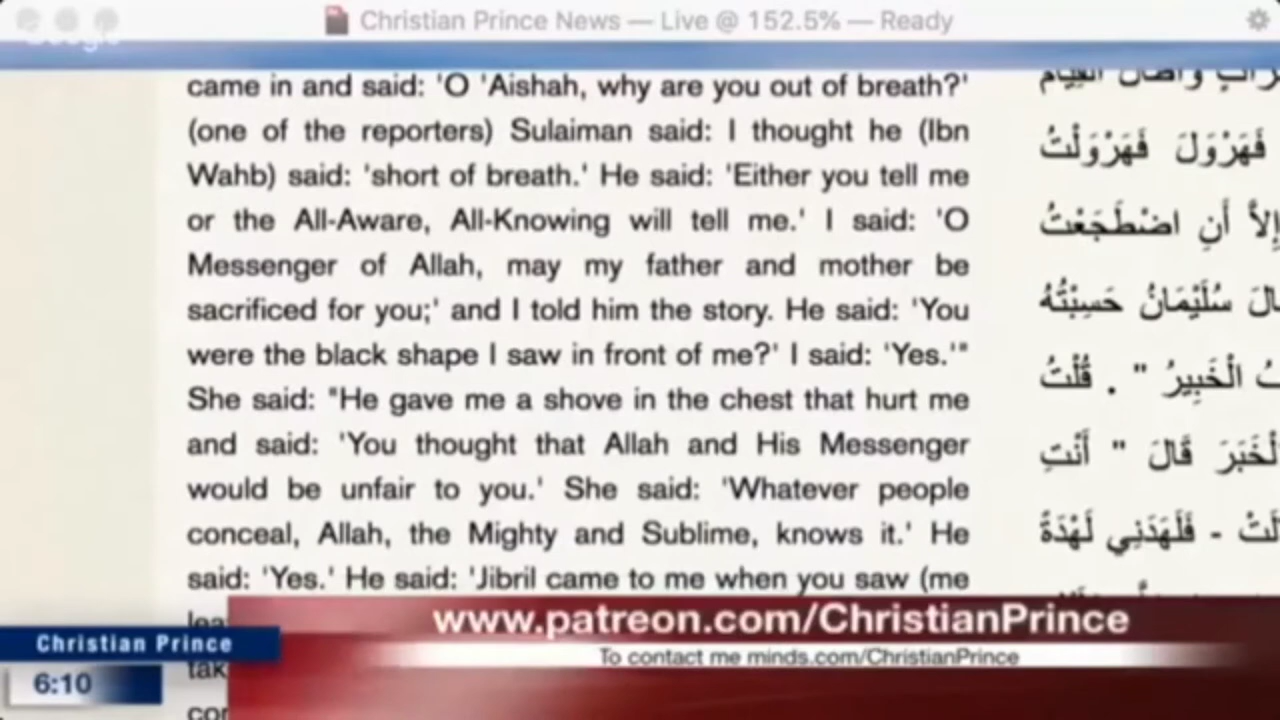 Christian Prince News — Live @ 152.5% — Ready
came in and said: 'O 'Aishah, why are you out of breath?'
(one of the reporters) Sulaiman said: I thought he (Ibn
Wahb) said: 'short of breath.' He said: 'Either you tell me
or the All-Aware, All-Knowing will tell me.' I said: 'O
Messenger of Allah, may my father and mother be
sacrificed for you;' and I told him the story. He said: 'You
were the black shape I saw in front of me?' I said: 'Yes.'"
She said: "He gave me a shove in the chest that hurt me
and said: 'You thought that Allah and His Messenger
would be unfair to you.' She said: 'Whatever people
conceal, Allah, the Mighty and Sublime, knows it.' He
said: 'Yes.' He said: 'Jibril came to me when you saw (me
فَهَرْوَلَ فَهَرْوَلْتُ
إِلاَّ أَنِ اضْطَجَعْتُ
سُلَيْمَانُ حَسِبْتُهُ
الْخَبِيرُ " . قُلْتُ
الْخَبَرَ قَالَ " أَنْتِ
- فَلَهَدَنِي لَهْدَةً
www.patreon.com/ChristianPrince
To contact me minds.com/ChristianPrince
Christian Prince
6:10